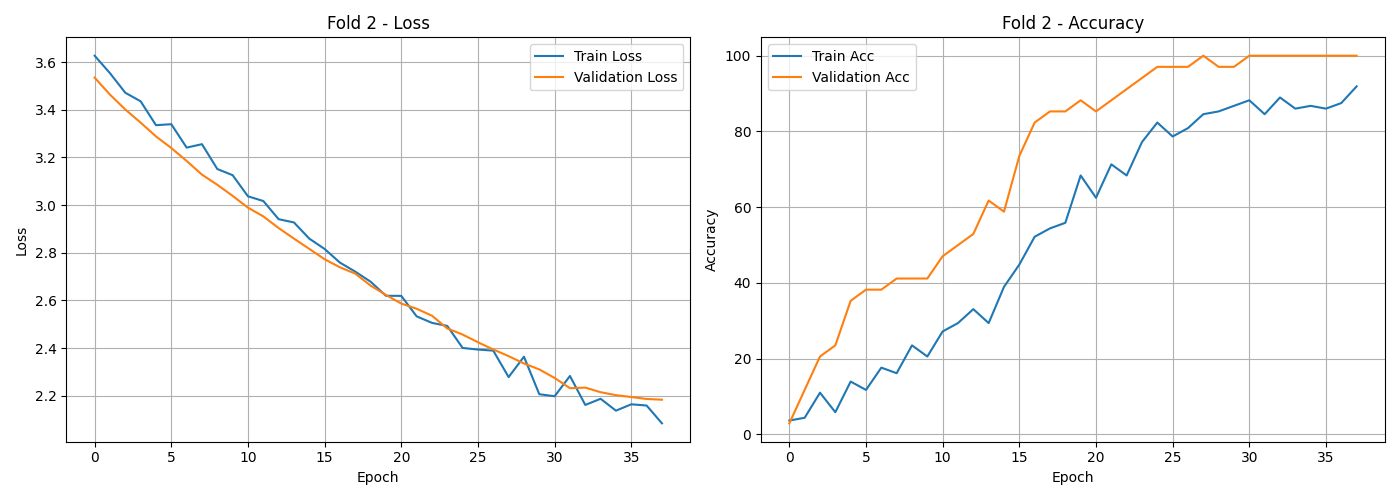 Fold 2 - Loss
Train Loss
Validation Loss
3.6
3.4
3.2
3.0
2.8
2.6
2.4
2.2
Loss
0 5 10 15 20 25 30 35
Epoch
Fold 2 - Accuracy
Train Acc
Validation Acc
100
80
60
40
20
0
Accuracy
0 5 10 15 20 25 30 35
Epoch